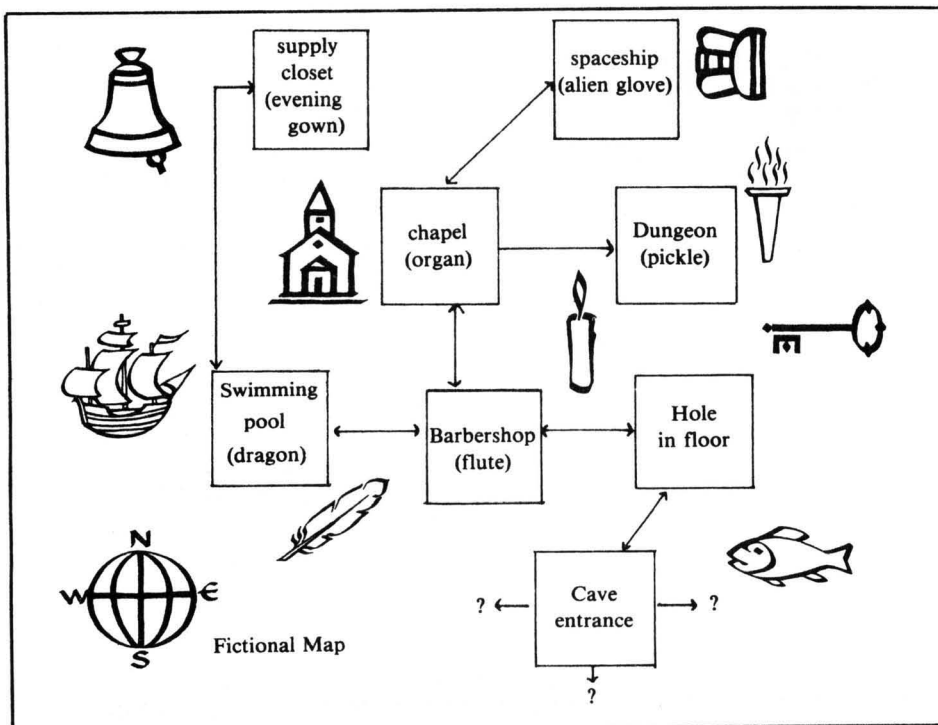 supply
closet
(evening
gown)
spaceship
(alien glove)
chapel
(organ)
Dungeon
(pickle)
Swimming
pool
(dragon)
Barbershop
(flute)
Hole
in floor
Cave
entrance
?
?
?
N
W
E
S
Fictional Map